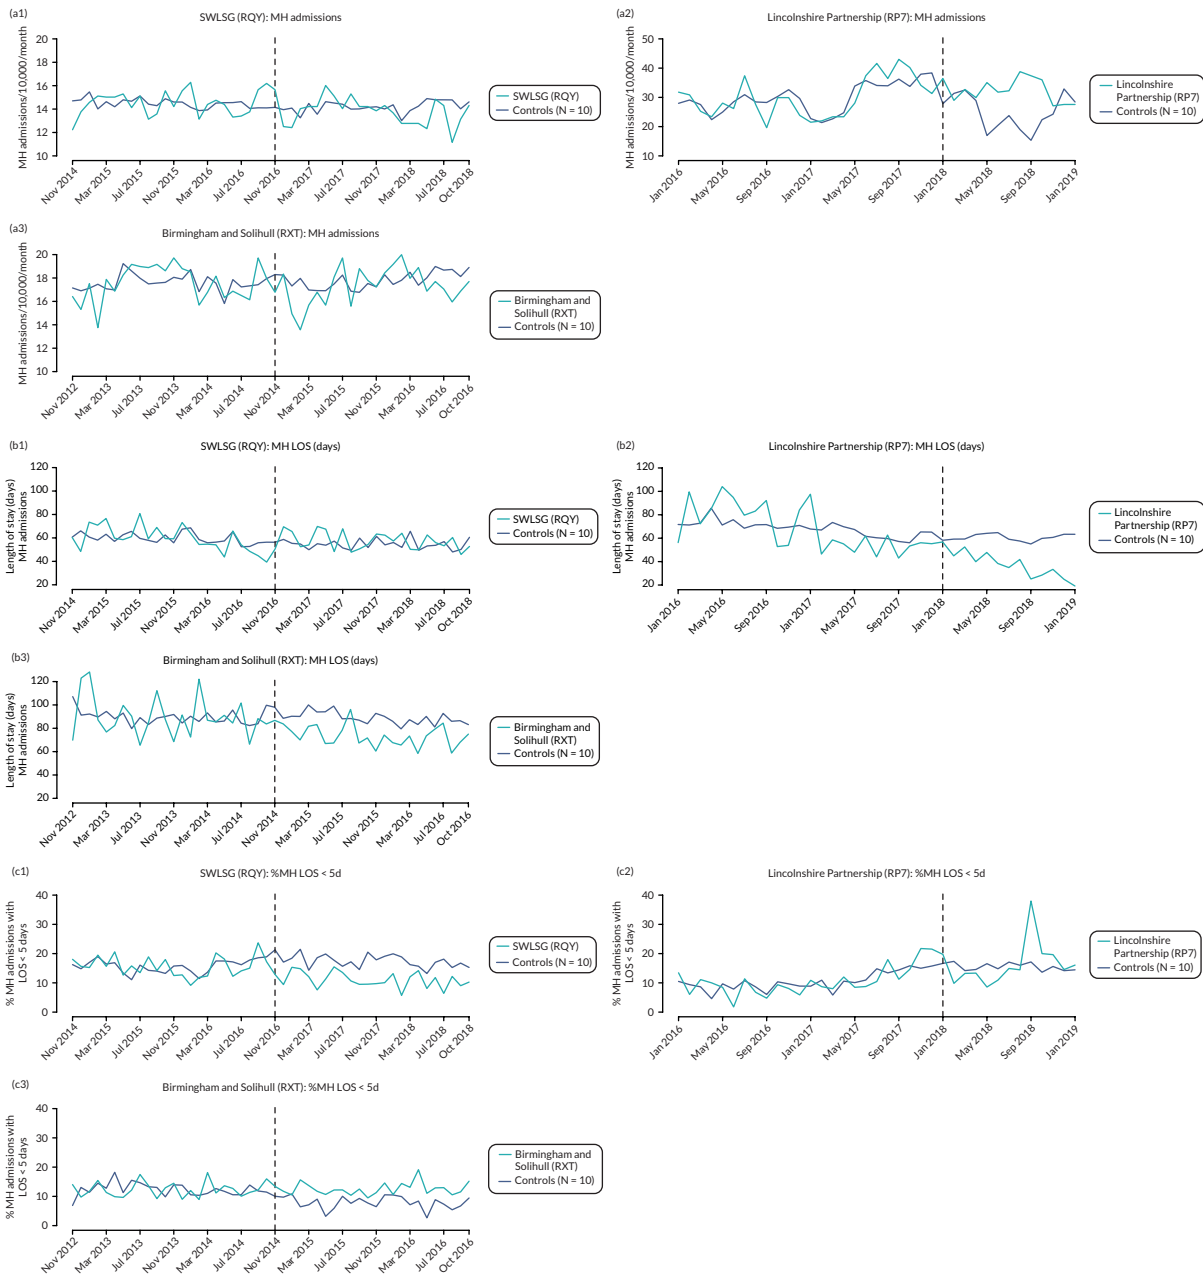 (a1)
SWLSG (RQY): MH admissions
MH admissions/10,000/month
20
18
16
14
12
10
Nov 2014
Mar 2015
Jul 2015
Nov 2015
Mar 2016
Jul 2016
Nov 2016
Mar 2017
Jul 2017
Nov 2017
Mar 2018
Jul 2018
Oct 2018
SWLSG (RQY)
Controls (N = 10)
(a2)
Lincolnshire Partnership (RP7): MH admissions
MH admissions/10,000/month
50
40
30
20
10
Jan 2016
May 2016
Sep 2016
Jan 2017
May 2017
Sep 2017
Jan 2018
May 2018
Sep 2018
Jan 2019
Lincolnshire
Partnership (RP7)
Controls (N = 10)
(a3)
Birmingham and Solihull (RXT): MH admissions
MH admissions/10,000/month
20
18
16
14
12
10
Nov 2012
Mar 2013
Jul 2013
Nov 2013
Mar 2014
Jul 2014
Nov 2014
Mar 2015
Jul 2015
Nov 2015
Mar 2016
Jul 2016
Oct 2016
Birmingham and
Solihull (RXT)
Controls (N = 10)
(b1)
SWLSG (RQY): MH LOS (days)
Length of stay (days)
MH admissions
120
100
80
60
40
20
Nov 2014
Mar 2015
Jul 2015
Nov 2015
Mar 2016
Jul 2016
Nov 2016
Mar 2017
Jul 2017
Nov 2017
Mar 2018
Jul 2018
Oct 2018
SWLSG (RQY)
Controls (N = 10)
(b2)
Lincolnshire Partnership (RP7): MH LOS (days)
Length of stay (days)
MH admissions
120
100
80
60
40
20
Jan 2016
May 2016
Sep 2016
Jan 2017
May 2017
Sep 2017
Jan 2018
May 2018
Sep 2018
Jan 2019
Lincolnshire
Partnership (RP7)
Controls (N = 10)
(b3)
Birmingham and Solihull (RXT): MH LOS (days)
Length of stay (days)
MH admissions
120
100
80
60
40
20
Nov 2012
Mar 2013
Jul 2013
Nov 2013
Mar 2014
Jul 2014
Nov 2014
Mar 2015
Jul 2015
Nov 2015
Mar 2016
Jul 2016
Oct 2016
Birmingham and
Solihull (RXT)
Controls (N = 10)
(c1)
SWLSG (RQY): %MH LOS < 5d
% MH admissions with
LOS < 5 days
40
30
20
10
0
Nov 2014
Mar 2015
Jul 2015
Nov 2015
Mar 2016
Jul 2016
Nov 2016
Mar 2017
Jul 2017
Nov 2017
Mar 2018
Jul 2018
Oct 2018
SWLSG (RQY)
Controls (N = 10)
(c2)
Lincolnshire Partnership (RP7): %MH LOS < 5d
% MH admissions with
LOS < 5 days
40
30
20
10
0
Jan 2016
May 2016
Sep 2016
Jan 2017
May 2017
Sep 2017
Jan 2018
May 2018
Sep 2018
Jan 2019
Lincolnshire
Partnership (RP7)
Controls (N = 10)
(c3)
Birmingham and Solihull (RXT): %MH LOS < 5d
% MH admissions with
LOS < 5 days
40
30
20
10
0
Nov 2012
Mar 2013
Jul 2013
Nov 2013
Mar 2014
Jul 2014
Nov 2014
Mar 2015
Jul 2015
Nov 2015
Mar 2016
Jul 2016
Oct 2016
Birmingham and
Solihull (RXT)
Controls (N = 10)